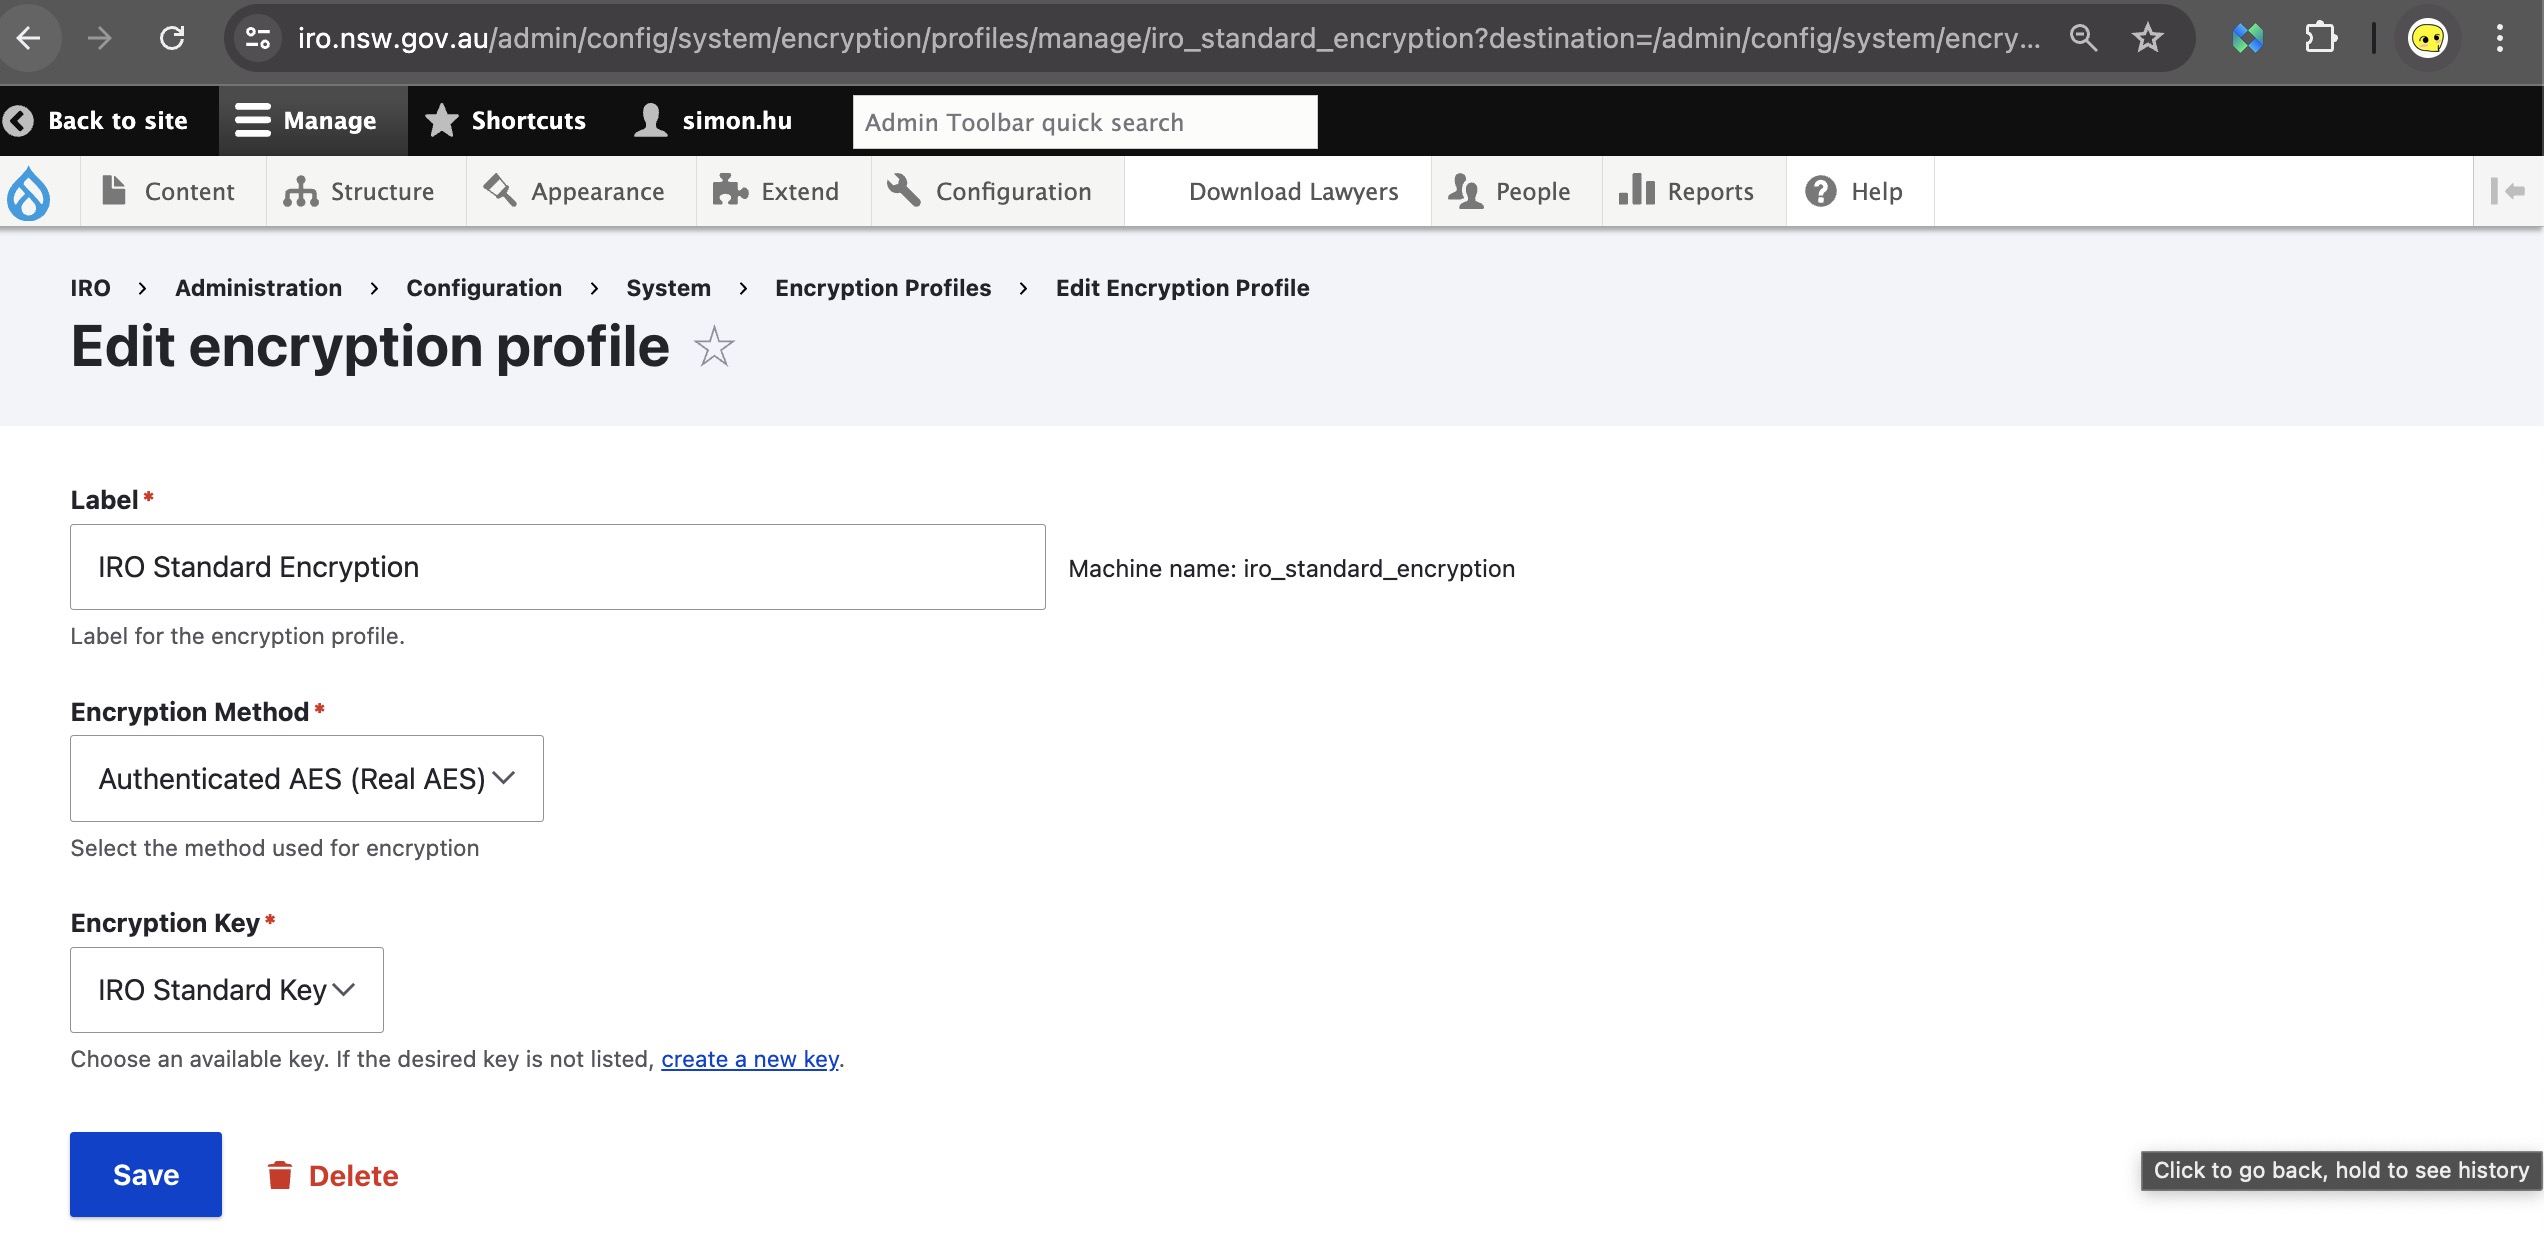 iro.nsw.gov.au/admin/config/system/encryption/profiles/manage/iro_standard_encryption?destination=/admin/config/system/encry...
Back to site Manage Shortcuts simon.hu Admin Toolbar quick search
Content Structure Appearance Extend Configuration Download Lawyers People Reports Help
IRO > Administration > Configuration > System > Encryption Profiles > Edit Encryption Profile
Edit encryption profile
Label*
IRO Standard Encryption
Machine name: iro_standard_encryption
Label for the encryption profile.
Encryption Method*
Authenticated AES (Real AES)
Select the method used for encryption
Encryption Key*
IRO Standard Key
Choose an available key. If the desired key is not listed, create a new key.
Save Delete
Click to go back, hold to see history